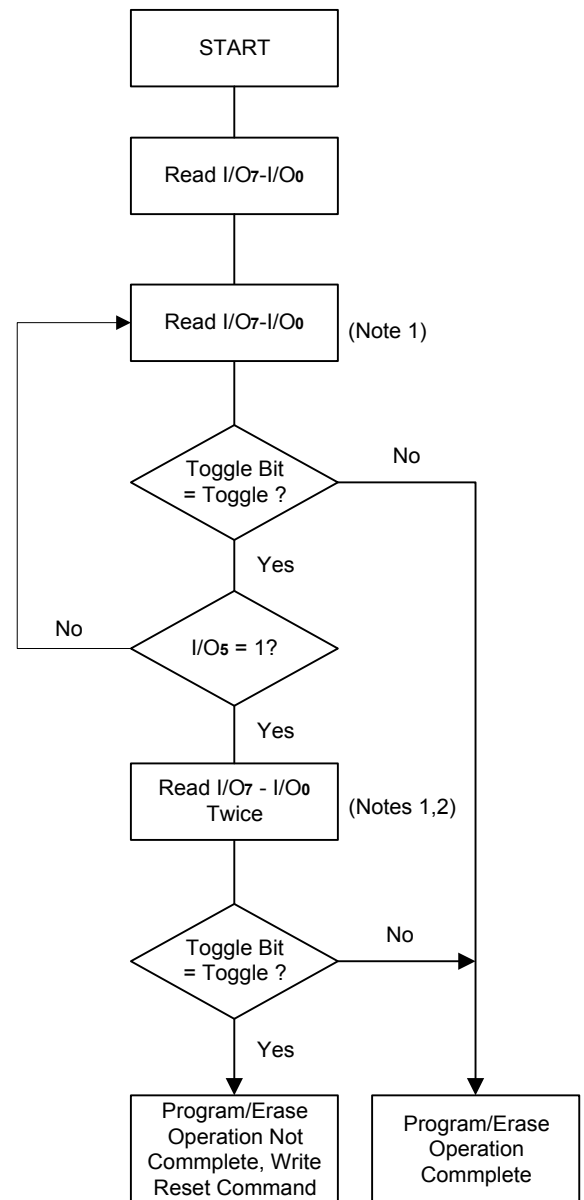 START
Read I/O7-I/O0
Read I/O7-I/O0
(Note 1)
Toggle Bit
= Toggle ?
No
Yes
I/O5 = 1?
No
Yes
Read I/O7 - I/O0
Twice
(Notes 1,2)
Toggle Bit
= Toggle ?
No
Yes
Program/Erase
Operation Not
Commplete, Write
Reset Command
Program/Erase
Operation
Commplete